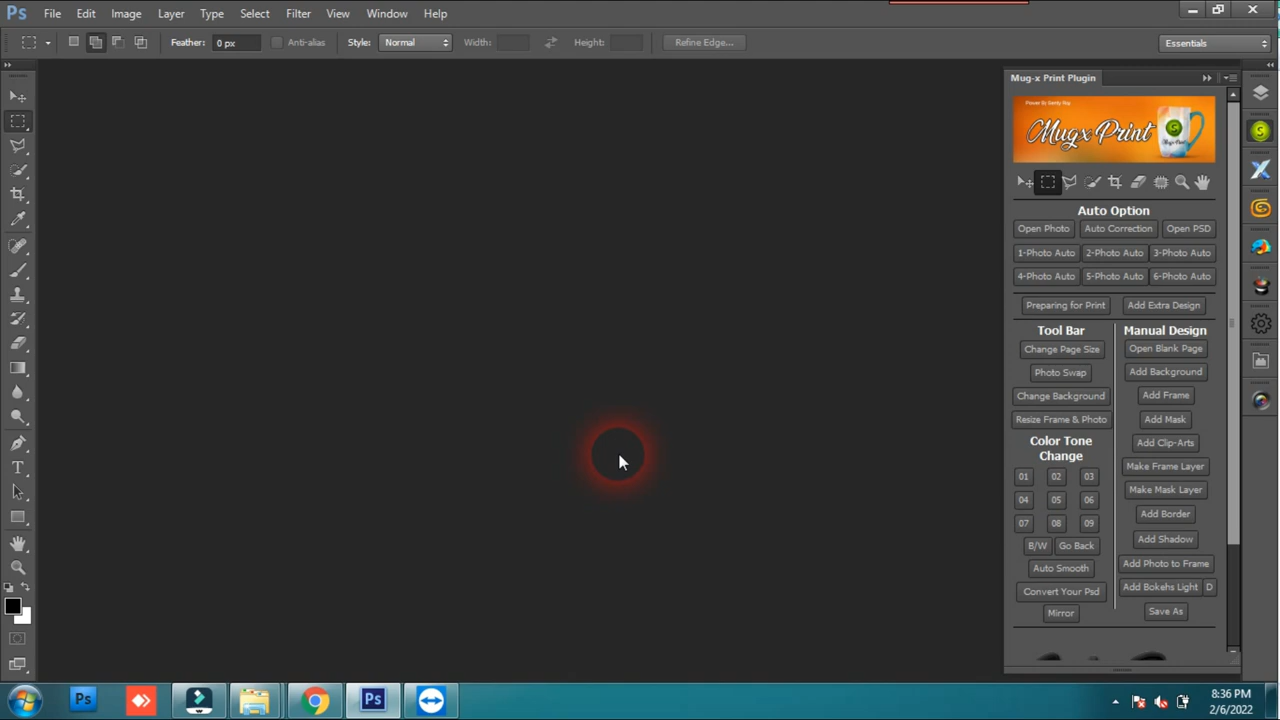 Ps File Edit Image Layer Type Select Filter View Window Help
Feather: 0 px Anti-alias Style: Normal Width: Height: Refine Edge... Essentials
Mug-x Print Plugin
Mugx Print
Auto Option
Open Photo Auto Correction Open PSD
1-Photo Auto 2-Photo Auto 3-Photo Auto
4-Photo Auto 5-Photo Auto 6-Photo Auto
Preparing for Print Add Extra Design
Tool Bar
Change Page Size
Photo Swap
Change Background
Resize Frame & Photo
Color Tone
Change
01 02 03
04 05 06
07 08 09
B/W Go Back
Auto Smooth
Convert Your Psd
Mirror
Manual Design
Open Blank Page
Add Background
Add Frame
Add Mask
Add Clip-Arts
Make Frame Layer
Make Mask Layer
Add Border
Add Shadow
Add Photo to Frame
Add Bokehs Light D
Save As
Ps Ps
8:36 PM
2/6/2022